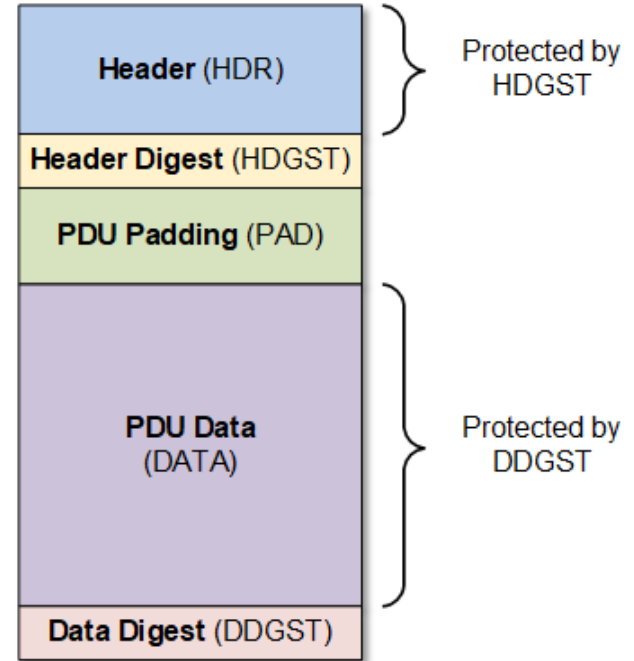 Header (HDR)
Protected by
HDGST
Header Digest (HDGST)
PDU Padding (PAD)
PDU Data
(DATA)
Protected by
DDGST
Data Digest (DDGST)